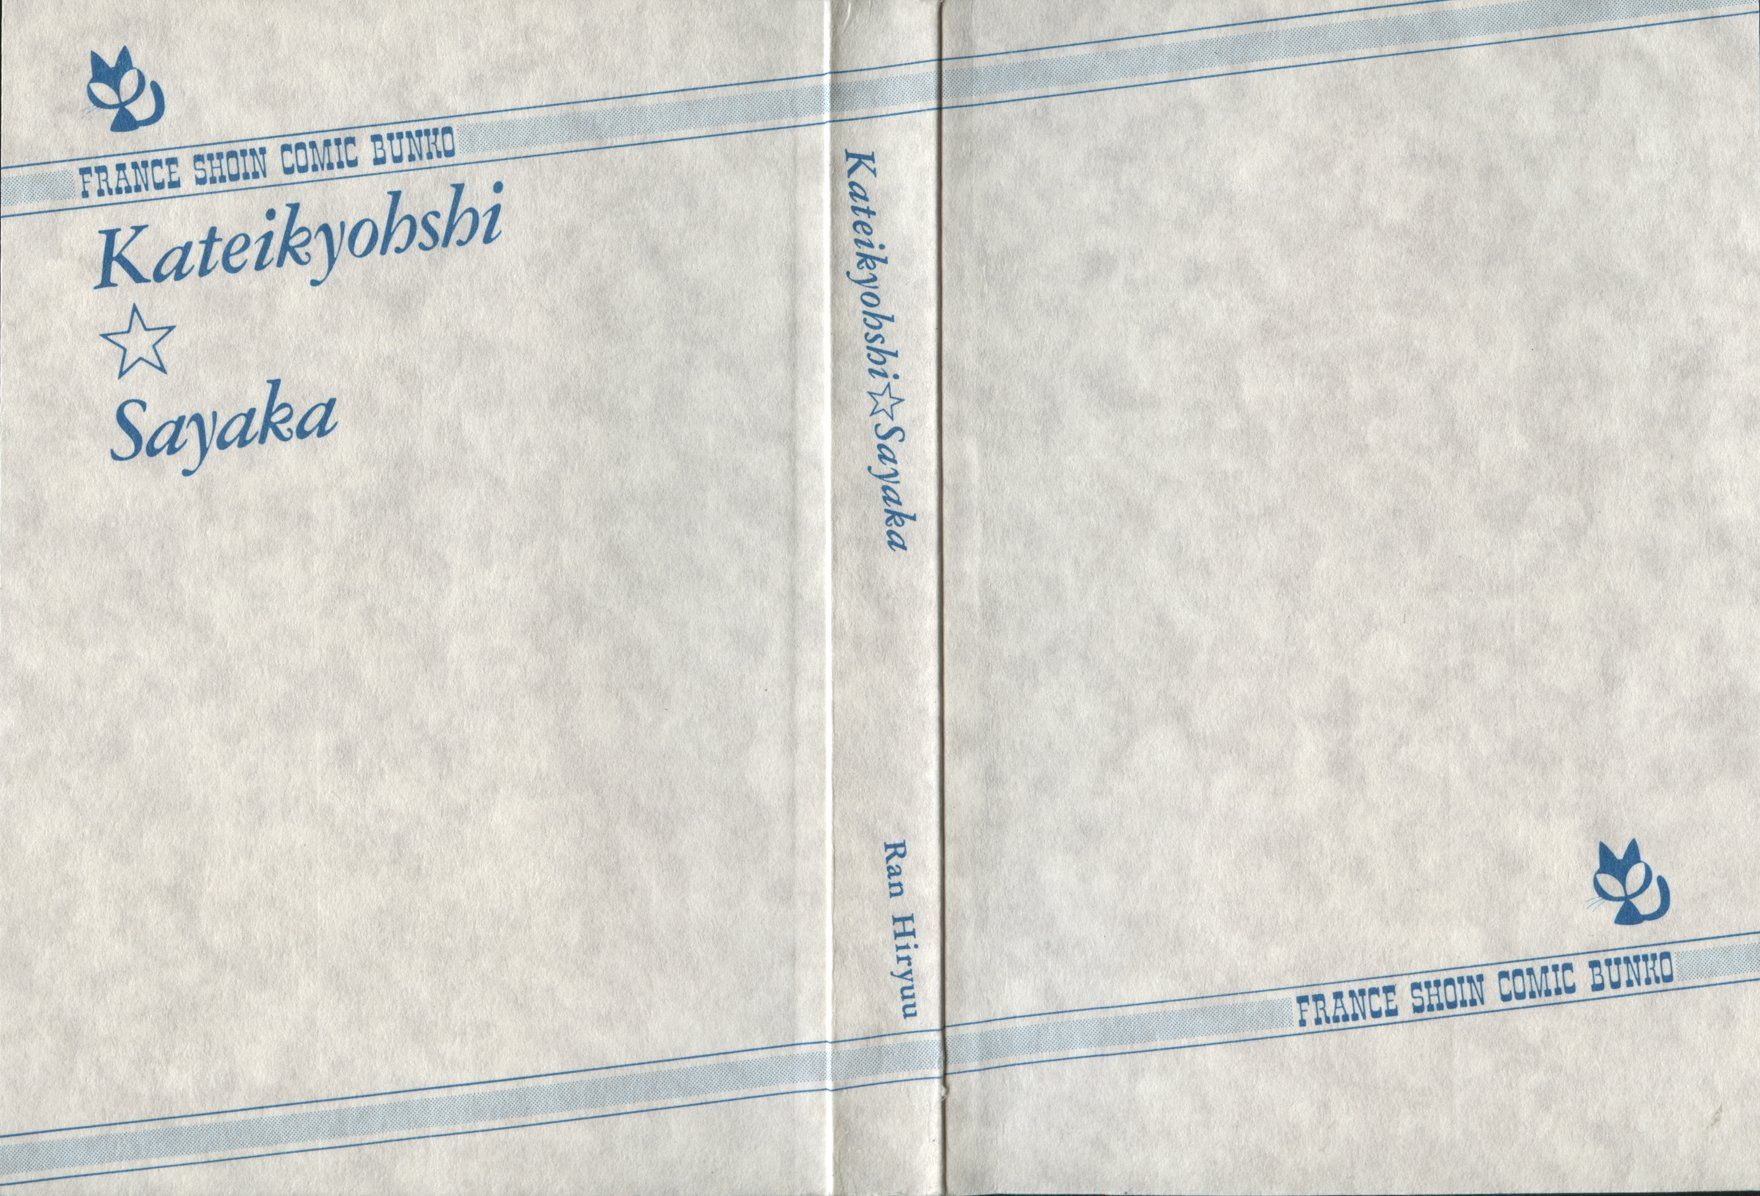 FRANCE SHOIN COMIC BUNKO
Kateikyohshi
☆
Sayaka
Kateikyohshi☆Sayaka
Ran Hiryuu
FRANCE SHOIN COMIC BUNKO